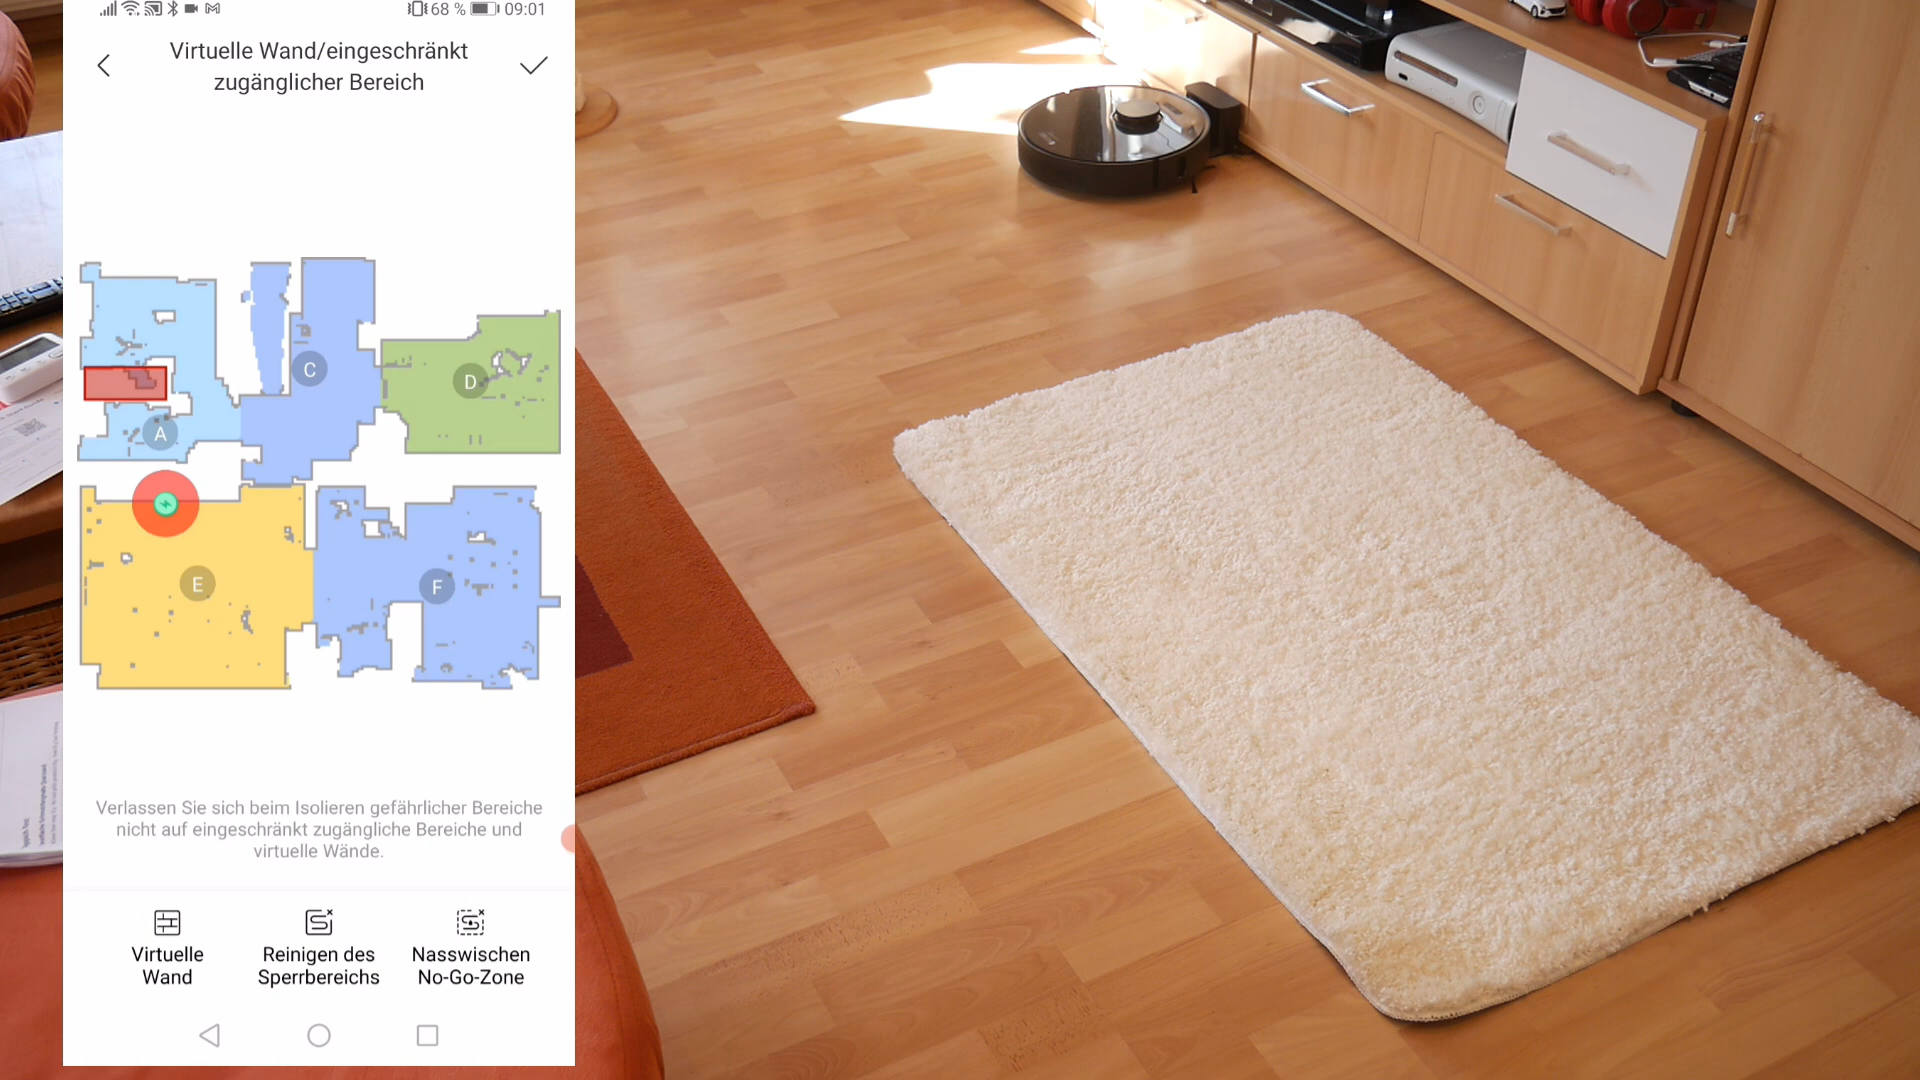 68 % 09:01
Virtuelle Wand/eingeschränkt
zugänglicher Bereich
C
D
A
E
F
Verlassen Sie sich beim Isolieren gefährlicher Bereiche
nicht auf eingeschränkt zugängliche Bereiche und
virtuelle Wände.
Virtuelle
Wand
Reinigen des
Sperrbereichs
Nasswischen
No-Go-Zone